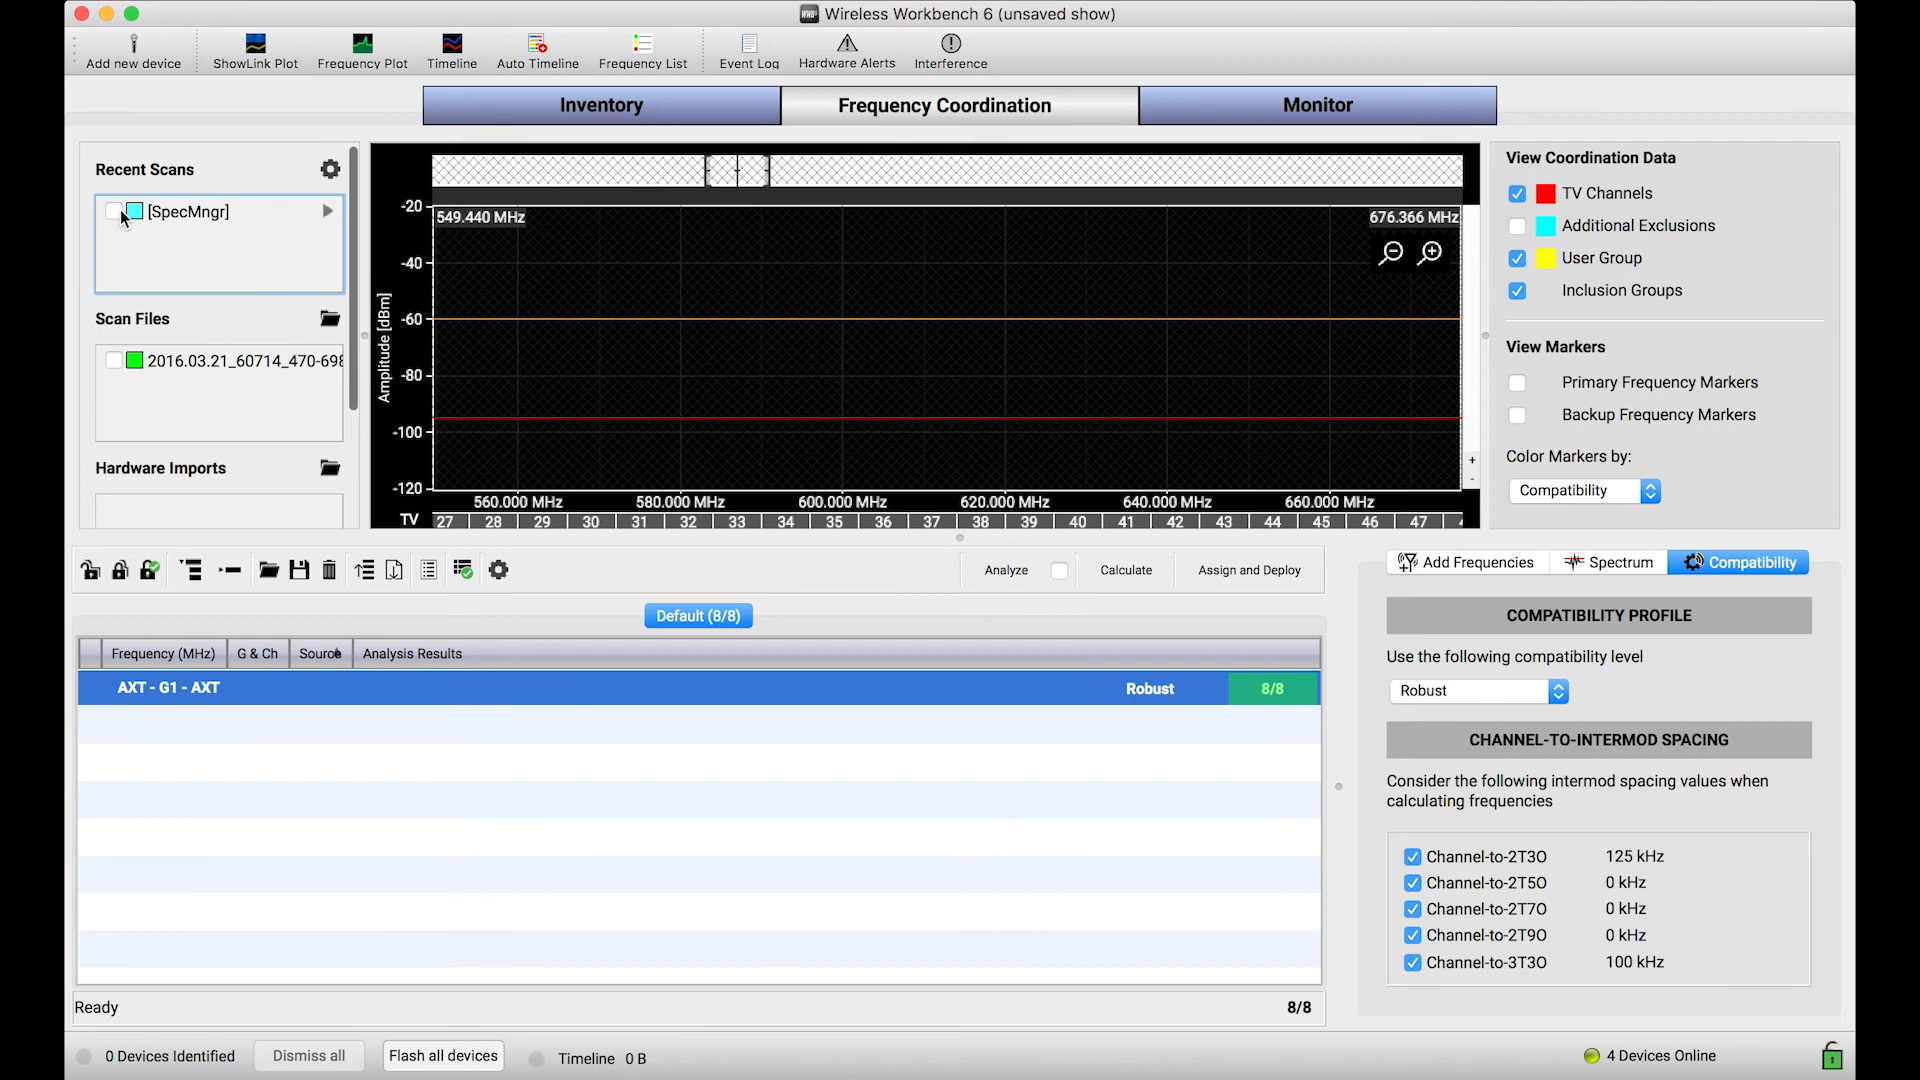 Wireless Workbench 6 (unsaved show)
Add new device
ShowLink Plot
Frequency Plot
Timeline
Auto Timeline
Frequency List
Event Log
Hardware Alerts
Interference
Inventory
Frequency Coordination
Monitor
Recent Scans
[SpecMngr]
Scan Files
2016.03.21_60714_470-698
Hardware Imports
549.440 MHz
676.366 MHz
Amplitude [dBm]
-20
-40
-60
-80
-100
-120
560.000 MHz 580.000 MHz 600.000 MHz 620.000 MHz 640.000 MHz 660.000 MHz
TV 27 28 29 30 31 32 33 34 35 36 37 38 39 40 41 42 43 44 45 46 47
+
-
View Coordination Data
TV Channels
Additional Exclusions
User Group
Inclusion Groups
View Markers
Primary Frequency Markers
Backup Frequency Markers
Color Markers by:
Compatibility
Analyze
Calculate
Assign and Deploy
Default (8/8)
Frequency (MHz) G & Ch Source Analysis Results
AXT - G1 - AXT Robust 8/8
Ready 8/8
Add Frequencies
Spectrum
Compatibility
COMPATIBILITY PROFILE
Use the following compatibility level
Robust
CHANNEL-TO-INTERMOD SPACING
Consider the following intermod spacing values when
calculating frequencies
Channel-to-2T3O 125 kHz
Channel-to-2T5O 0 kHz
Channel-to-2T7O 0 kHz
Channel-to-2T9O 0 kHz
Channel-to-3T3O 100 kHz
0 Devices Identified
Dismiss all
Flash all devices
Timeline 0 B
4 Devices Online